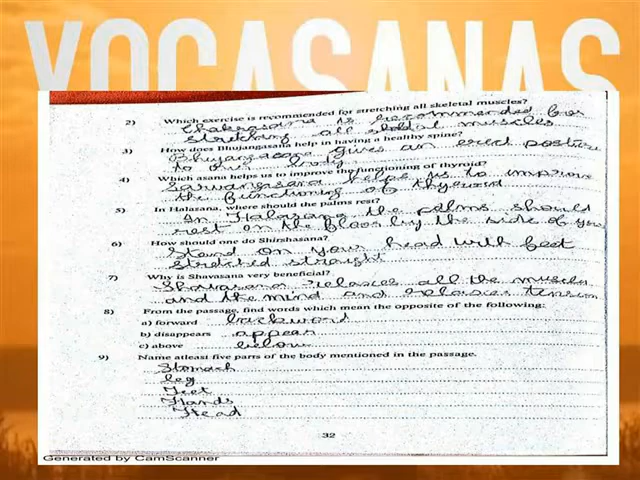 YOGASANAS
2) Which exercise is recommended for stretching all skeletal muscles?
Chakrasana is recommended for
stretching all skeletal muscles
3) How does Bhujangasana help in having a healthy spine?
Bhujangasana gives an erect posture
to our body
4) Which asana helps us to improve the functioning of thyroid?
Sarvangasana helps us to improve
the functioning of thyroid
5) In Halasana, where should the palms rest?
In Halasana the palms should
rest on the floor by the side of you
6) How should one do Shirshasana?
Stand on your head with feet
stretched straight
7) Why is Shavasana very beneficial?
Shavasana relaxes all the muscles
and the mind and tension
8) From the passage, find words which mean the opposite of the following:
a) forward backward
b) disappears appear
c) above below
9) Name atleast five parts of the body mentioned in the passage.
Stomach
Leg
Feet
Hands
Head
32
Generated by CamScanner